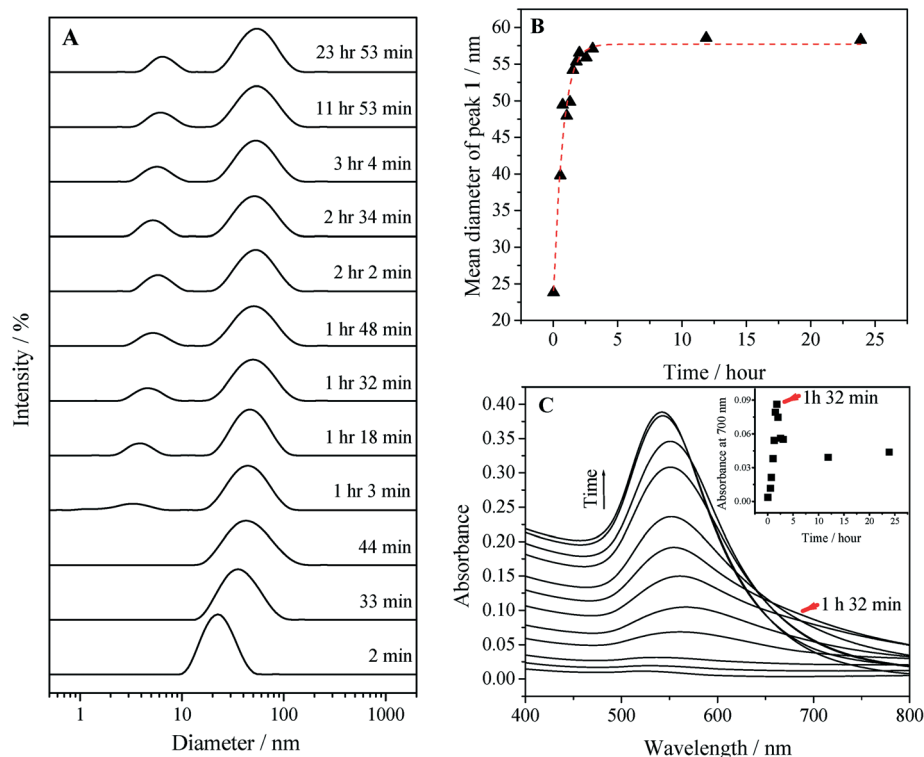 A
23 hr 53 min
11 hr 53 min
3 hr 4 min
2 hr 34 min
2 hr 2 min
1 hr 48 min
1 hr 32 min
1 hr 18 min
1 hr 3 min
44 min
33 min
2 min
Intensity / %
1 10 100 1000
Diameter / nm
B
60
55
50
45
40
35
30
25
20
Mean diameter of peak 1 / nm
0 5 10 15 20 25
Time / hour
C
0.40
0.35
0.30
0.25
0.20
0.15
0.10
0.05
0.00
Absorbance
Time
1 h 32 min
400 500 600 700 800
Wavelength / nm
0.09
0.06
0.03
0.00
Absorbance at 700 nm
1h 32 min
0 5 10 15 20 25
Time / hour